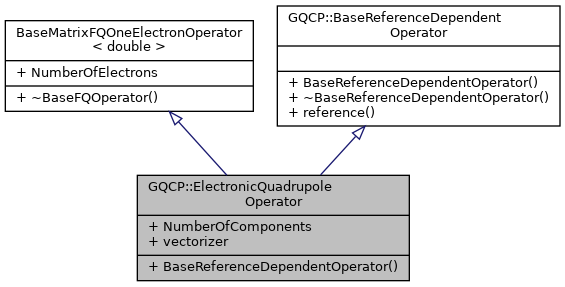 BaseMatrixFQOneElectronOperator
< double >
+ NumberOfElectrons
+ ~BaseFQOperator()
GQCP::BaseReferenceDependent
Operator
+ BaseReferenceDependentOperator()
+ ~BaseReferenceDependentOperator()
+ reference()
GQCP::ElectronicQuadrupole
Operator
+ NumberOfComponents
+ vectorizer
+ BaseReferenceDependentOperator()